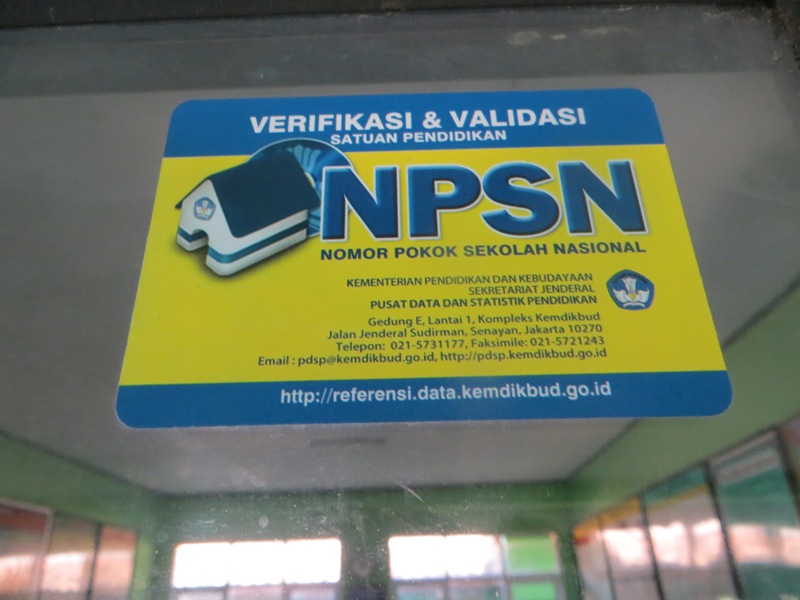 VERIFIKASI & VALIDASI
SATUAN PENDIDIKAN
NPSN
NOMOR POKOK SEKOLAH NASIONAL
KEMENTERIAN PENDIDIKAN DAN KEBUDAYAAN
SEKRETARIAT JENDERAL
PUSAT DATA DAN STATISTIK PENDIDIKAN
Gedung E, Lantai 1, Kompleks Kemdikbud
Jalan Jenderal Sudirman, Senayan, Jakarta 10270
Telepon: 021-5731177, Faksimile: 021-5721243
Email : pdsp@kemdikbud.go.id, http://pdsp.kemdikbud.go.id
http://referensi.data.kemdikbud.go.id